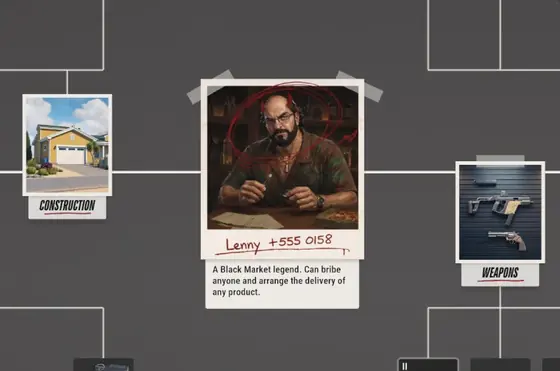 CONSTRUCTION
Lenny +555 0158
A Black Market legend. Can bribe
anyone and arrange the delivery of
any product.
WEAPONS